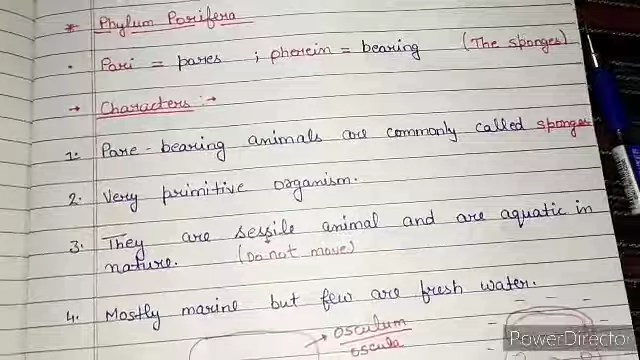 * Phylum Porifera
. Pori = pores ; pherein = bearing (The sponges)
→ Characters :→
1. Pore-bearing animals are commonly called sponges
2. Very primitive organism.
3. They are sessile animal and are aquatic in
nature. (Do not move)
4. Mostly marine but few are fresh water.
→ osculum
oscula
PowerDirector